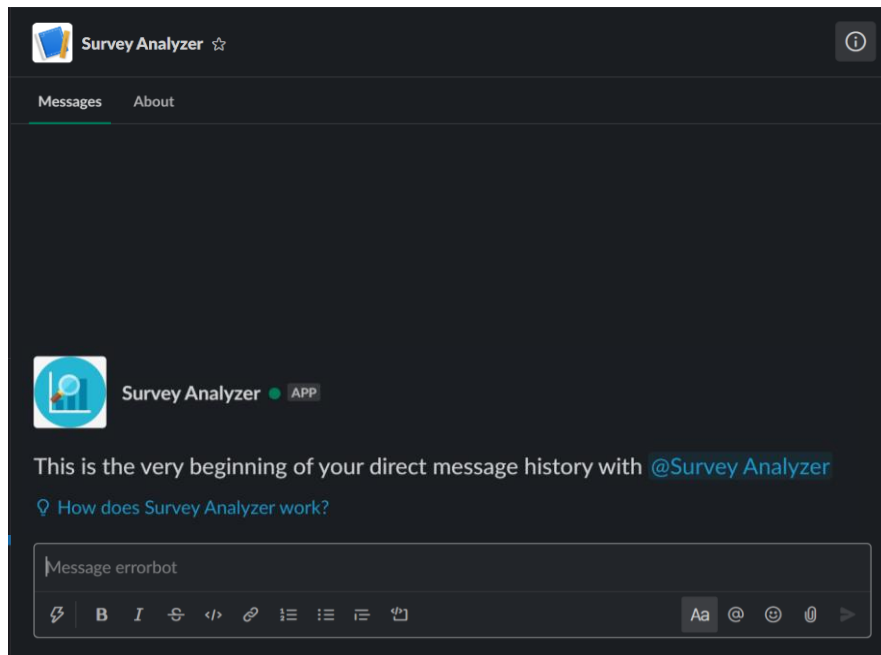 Survey Analyzer
Messages About
Survey Analyzer APP
This is the very beginning of your direct message history with @Survey Analyzer
How does Survey Analyzer work?
Message errorbot
B I S </> Aa @